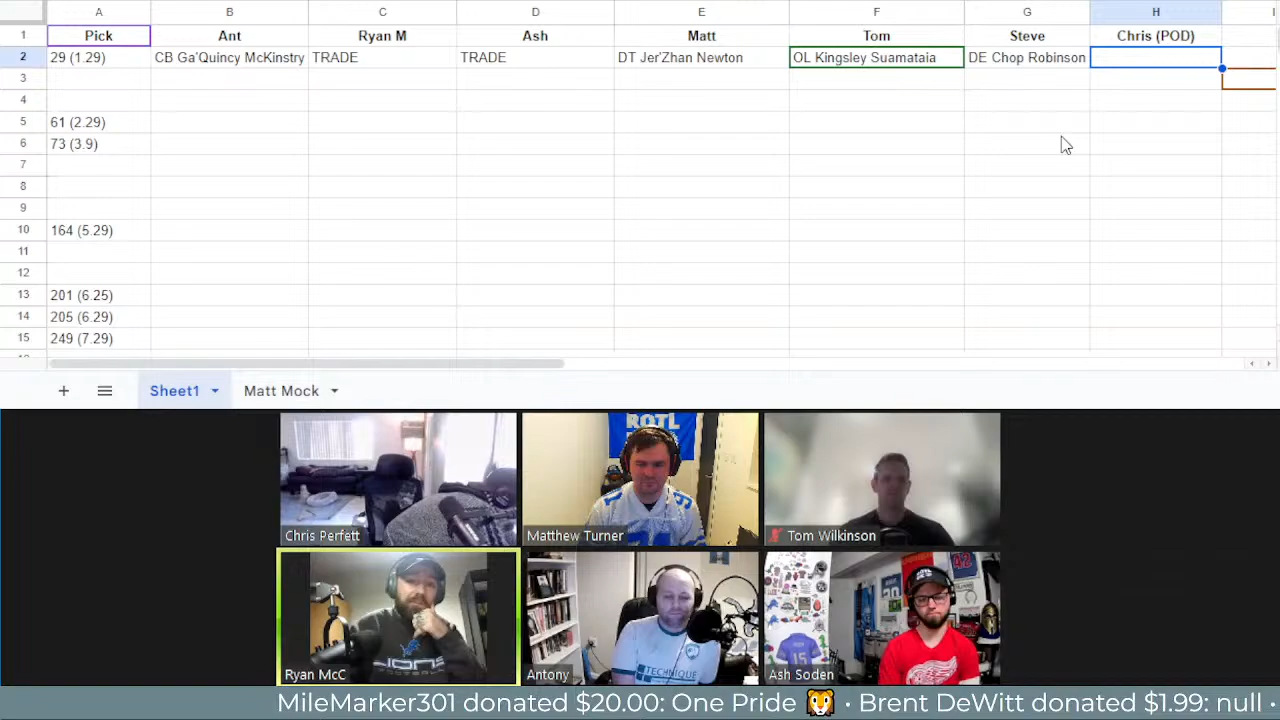 A B C D E F G H I
1 Pick Ant Ryan M Ash Matt Tom Steve Chris (POD)
2 29 (1.29) CB Ga'Quincy McKinstry TRADE TRADE DT Jer'Zhan Newton OL Kingsley Suamataia DE Chop Robinson
3
4
5 61 (2.29)
6 73 (3.9)
7
8
9
10 164 (5.29)
11
12
13 201 (6.25)
14 205 (6.29)
15 249 (7.29)
+ Sheet1 Matt Mock
ROTL
Chris Perfett Matthew Turner Tom Wilkinson
42
TECHNIQUE
15
Ryan McC Antony Ash Soden
MileMarker301 donated $20.00: One Pride 🦁 · Brent DeWitt donated $1.99: null ·